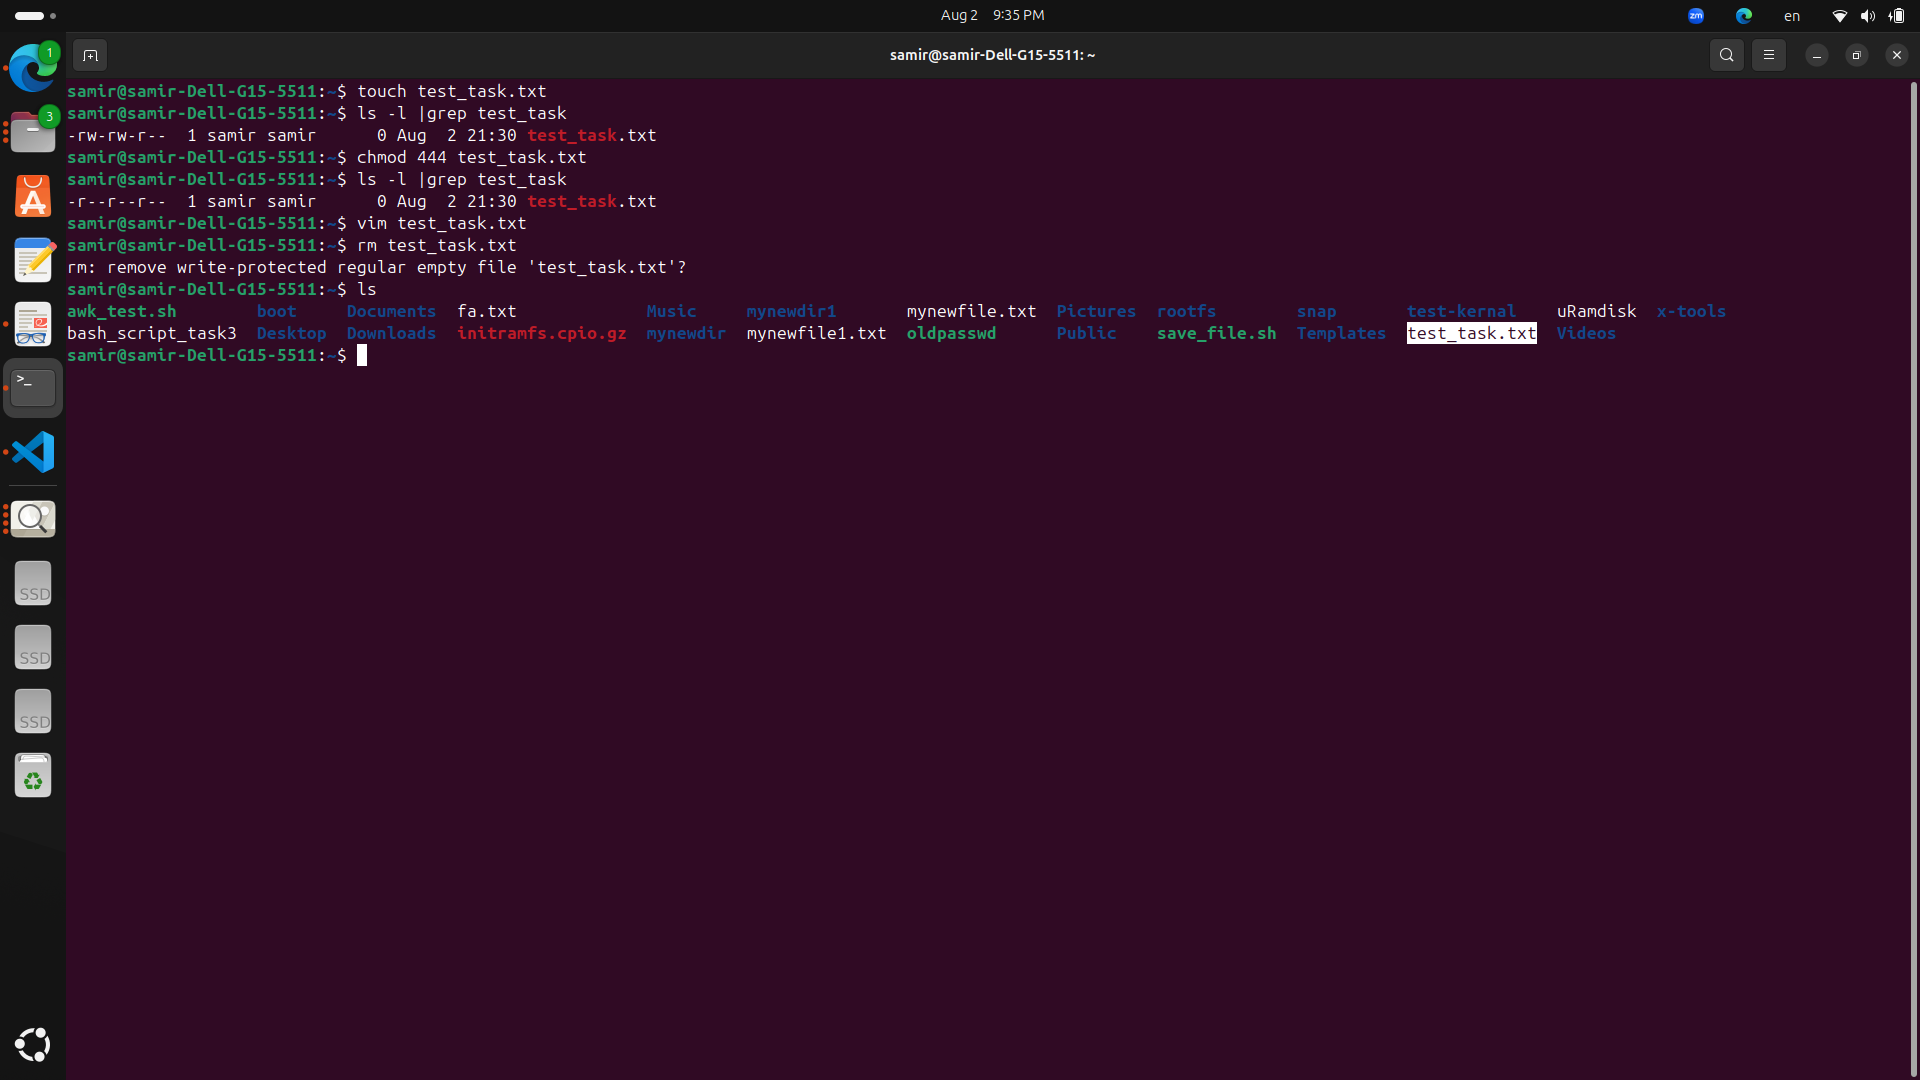 Aug 2 9:35 PM
zm
en
samir@samir-Dell-G15-5511: ~
1
3
samir@samir-Dell-G15-5511:~$ touch test_task.txt
samir@samir-Dell-G15-5511:~$ ls -l |grep test_task
-rw-rw-r--  1 samir samir      0 Aug  2 21:30 test_task.txt
samir@samir-Dell-G15-5511:~$ chmod 444 test_task.txt
samir@samir-Dell-G15-5511:~$ ls -l |grep test_task
-r--r--r--  1 samir samir      0 Aug  2 21:30 test_task.txt
samir@samir-Dell-G15-5511:~$ vim test_task.txt
samir@samir-Dell-G15-5511:~$ rm test_task.txt
rm: remove write-protected regular empty file 'test_task.txt'?
samir@samir-Dell-G15-5511:~$ ls
awk_test.sh        boot     Documents  fa.txt             Music    mynewdir1       mynewfile.txt  Pictures  rootfs        snap       test-kernal    uRamdisk  x-tools
bash_script_task3  Desktop  Downloads  initramfs.cpio.gz  mynewdir  mynewfile1.txt  oldpasswd      Public    save_file.sh  Templates  test_task.txt  Videos
samir@samir-Dell-G15-5511:~$
>_
SSD
SSD
SSD